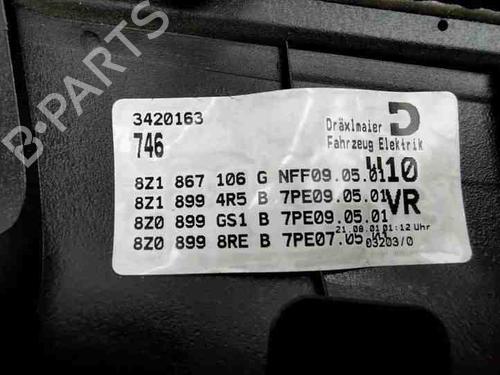 3420163
746
Dräxlmaier
Fahrzeug Elektrik
W10
VR
8Z1 867 106 G NFF09.05.01
8Z1 899 4R5 B 7PE09.05.01
8Z0 899 GS1 B 7PE09.05.01
8Z0 899 8RE B 7PE07.05.01
21.08.01 01:12 Uhr
03203/0
B-PARTS